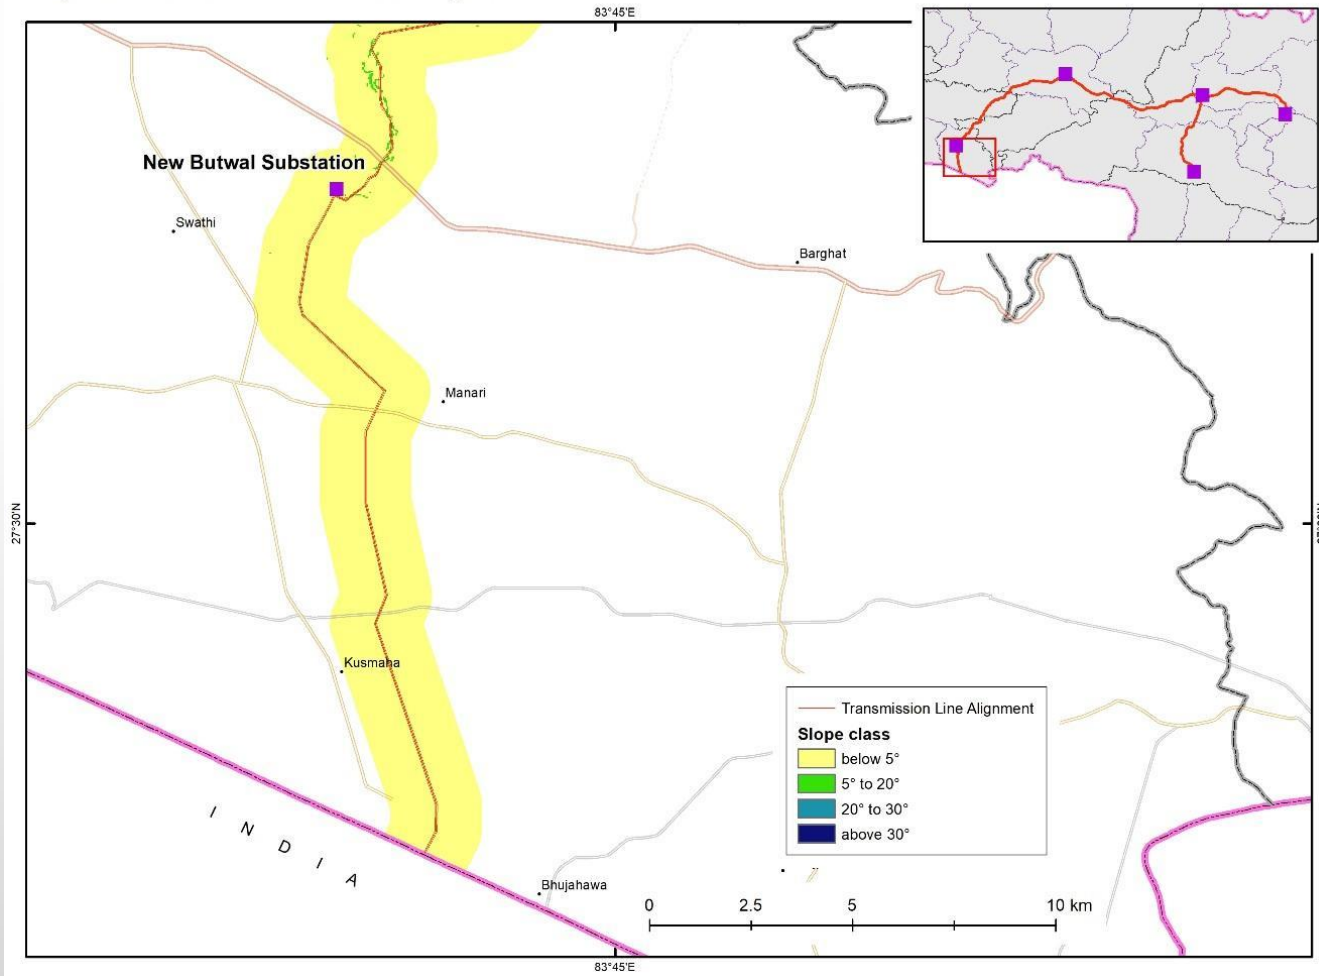 83°45'E
New Butwal Substation
Swathi
Barghat
Manari
27°30'N
Kusmaha
Transmission Line Alignment
Slope class
below 5°
5° to 20°
20° to 30°
above 30°
INDIA
Bhujahawa
0 2.5 5 10 km
83°45'E